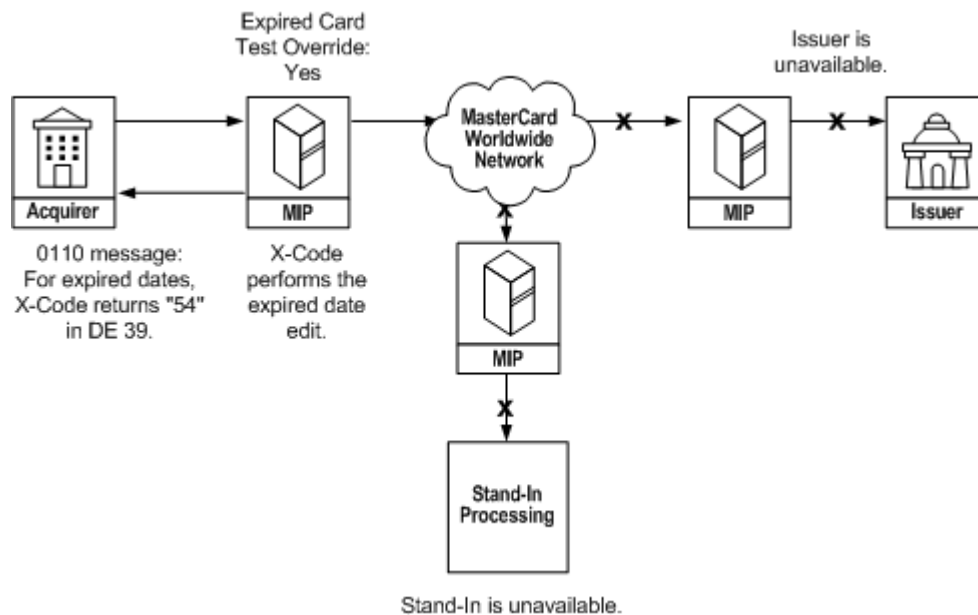 Expired Card
Test Override:
Yes
Issuer is
unavailable.
MasterCard
Worldwide
Network
X
X
Acquirer
MIP
MIP
Issuer
X
0110 message:
For expired dates,
X-Code returns "54"
in DE 39.
X-Code
performs the
expired date
edit.
MIP
X
Stand-In
Processing
Stand-In is unavailable.